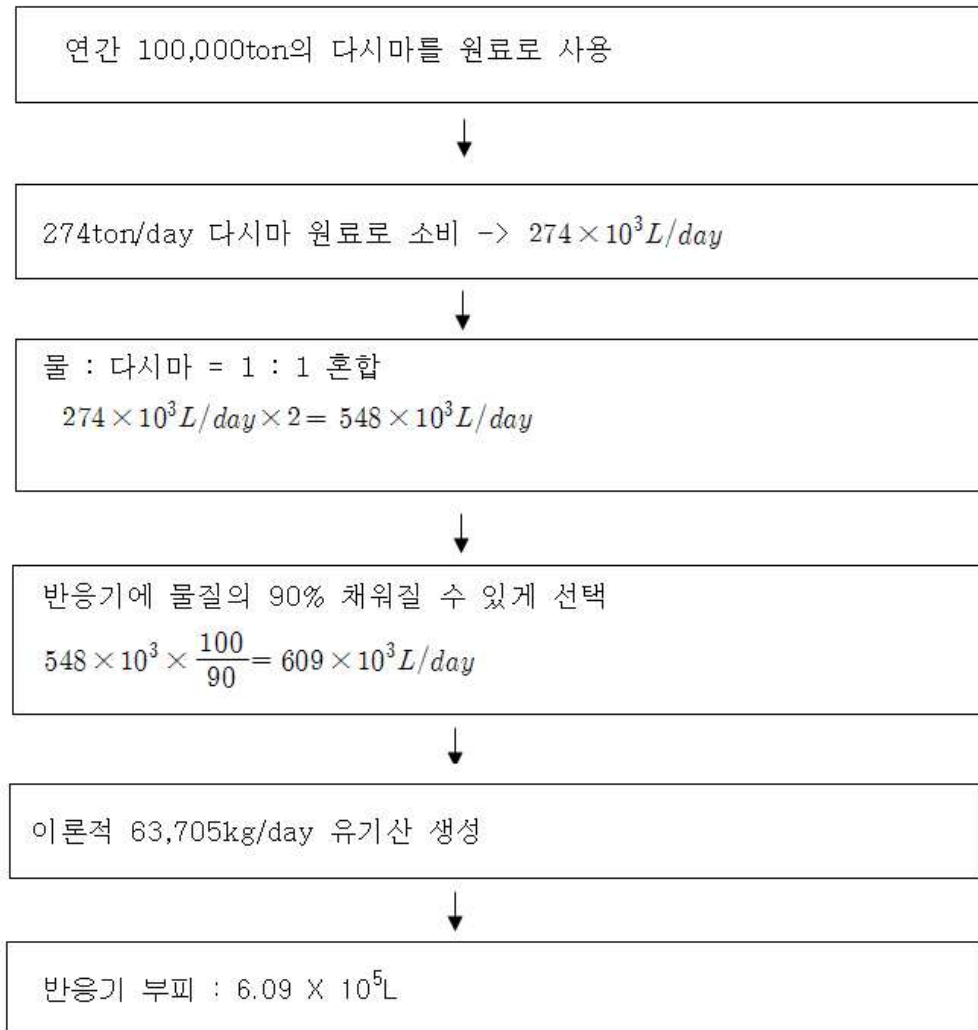 연간 100,000ton의 다시마를 원료로 사용
274ton/day 다시마 원료로 소비 -> 274×10³L/day
물 : 다시마 = 1 : 1 혼합
274×10³L/day×2= 548×10³L/day
반응기에 물질의 90% 채워질 수 있게 선택
548×10³×100/90= 609×10³L/day
이론적 63,705kg/day 유기산 생성
반응기 부피 : 6.09 X 10⁵L